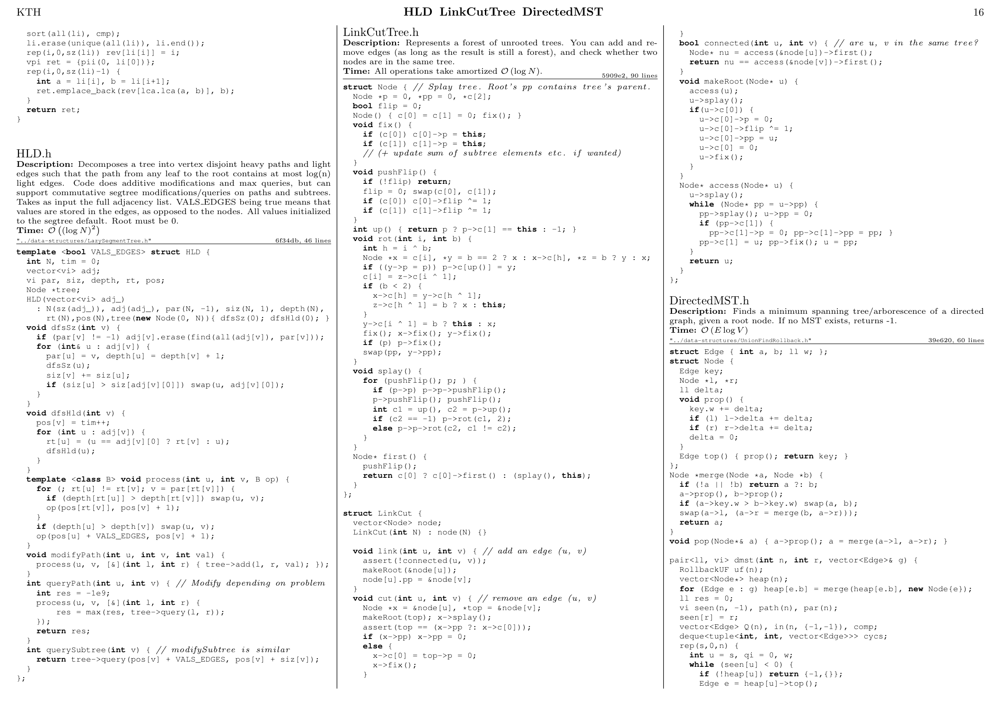 KTH
HLD LinkCutTree DirectedMST
16
sort(all(li), cmp);
li.erase(unique(all(li)), li.end());
rep(i,0,sz(li)) rev[li[i]] = i;
vpi ret = {pii(0, li[0])};
rep(i,0,sz(li)-1) {
int a = li[i], b = li[i+1];
ret.emplace_back(rev[lca.lca(a, b)], b);
}
return ret;
}
HLD.h
Description: Decomposes a tree into vertex disjoint heavy paths and light
edges such that the path from any leaf to the root contains at most log(n)
light edges. Code does additive modifications and max queries, but can
support commutative segtree modifications/queries on paths and subtrees.
Takes as input the full adjacency list. VALS_EDGES being true means that
values are stored in the edges, as opposed to the nodes. All values initialized
to the segtree default. Root must be 0.
Time: O((log N)²)
"../data-structures/LazySegmentTree.h" 6f34db, 46 lines
template <bool VALS_EDGES> struct HLD {
int N, tim = 0;
vector<vi> adj;
vi par, siz, depth, rt, pos;
Node *tree;
HLD(vector<vi> adj_)
: N(sz(adj_)), adj(adj_), par(N, -1), siz(N, 1), depth(N),
rt(N),pos(N),tree(new Node(0, N)){ dfsSz(0); dfsHld(0); }
void dfsSz(int v) {
if (par[v] != -1) adj[v].erase(find(all(adj[v]), par[v]));
for (int& u : adj[v]) {
par[u] = v, depth[u] = depth[v] + 1;
dfsSz(u);
siz[v] += siz[u];
if (siz[u] > siz[adj[v][0]]) swap(u, adj[v][0]);
}
}
void dfsHld(int v) {
pos[v] = tim++;
for (int u : adj[v]) {
rt[u] = (u == adj[v][0] ? rt[v] : u);
dfsHld(u);
}
}
template <class B> void process(int u, int v, B op) {
for (; rt[u] != rt[v]; v = par[rt[v]]) {
if (depth[rt[u]] > depth[rt[v]]) swap(u, v);
op(pos[rt[v]], pos[v] + 1);
}
if (depth[u] > depth[v]) swap(u, v);
op(pos[u] + VALS_EDGES, pos[v] + 1);
}
void modifyPath(int u, int v, int val) {
process(u, v, [&](int l, int r) { tree->add(l, r, val); });
}
int queryPath(int u, int v) { // Modify depending on problem
int res = -1e9;
process(u, v, [&](int l, int r) {
res = max(res, tree->query(l, r));
});
return res;
}
int querySubtree(int v) { // modifySubtree is similar
return tree->query(pos[v] + VALS_EDGES, pos[v] + siz[v]);
}
};
LinkCutTree.h
Description: Represents a forest of unrooted trees. You can add and re-
move edges (as long as the result is still a forest), and check whether two
nodes are in the same tree.
Time: All operations take amortized O(log N).
5909e2, 90 lines
struct Node { // Splay tree. Root's pp contains tree's parent.
Node *p = 0, *pp = 0, *c[2];
bool flip = 0;
Node() { c[0] = c[1] = 0; fix(); }
void fix() {
if (c[0]) c[0]->p = this;
if (c[1]) c[1]->p = this;
// (+ update sum of subtree elements etc. if wanted)
}
void pushFlip() {
if (!flip) return;
flip = 0; swap(c[0], c[1]);
if (c[0]) c[0]->flip ^= 1;
if (c[1]) c[1]->flip ^= 1;
}
int up() { return p ? p->c[1] == this : -1; }
void rot(int i, int b) {
int h = i ^ b;
Node *x = c[i], *y = b == 2 ? x : x->c[h], *z = b ? y : x;
if ((y->p = p)) p->c[up()] = y;
c[i] = z->c[i ^ 1];
if (b < 2) {
x->c[h] = y->c[h ^ 1];
z->c[h ^ 1] = b ? x : this;
}
y->c[i ^ 1] = b ? this : x;
fix(); x->fix(); y->fix();
if (p) p->fix();
swap(pp, y->pp);
}
void splay() {
for (pushFlip(); p; ) {
if (p->p) p->p->pushFlip();
p->pushFlip(); pushFlip();
int c1 = up(), c2 = p->up();
if (c2 == -1) p->rot(c1, 2);
else p->p->rot(c2, c1 != c2);
}
}
Node* first() {
pushFlip();
return c[0] ? c[0]->first() : (splay(), this);
}
};
struct LinkCut {
vector<Node> node;
LinkCut(int N) : node(N) {}
void link(int u, int v) { // add an edge (u, v)
assert(!connected(u, v));
makeRoot(&node[u]);
node[u].pp = &node[v];
}
void cut(int u, int v) { // remove an edge (u, v)
Node *x = &node[u], *top = &node[v];
makeRoot(top); x->splay();
assert(top == (x->pp ?: x->c[0]));
if (x->pp) x->pp = 0;
else {
x->c[0] = top->p = 0;
x->fix();
}
}
bool connected(int u, int v) { // are u, v in the same tree?
Node* nu = access(&node[u])->first();
return nu == access(&node[v])->first();
}
void makeRoot(Node* u) {
access(u);
u->splay();
if(u->c[0]) {
u->c[0]->p = 0;
u->c[0]->flip ^= 1;
u->c[0]->pp = u;
u->c[0] = 0;
u->fix();
}
}
Node* access(Node* u) {
u->splay();
while (Node* pp = u->pp) {
pp->splay(); u->pp = 0;
if (pp->c[1]) {
pp->c[1]->p = 0; pp->c[1]->pp = pp; }
pp->c[1] = u; pp->fix(); u = pp;
}
return u;
}
};
DirectedMST.h
Description: Finds a minimum spanning tree/arborescence of a directed
graph, given a root node. If no MST exists, returns -1.
Time: O(E log V)
"../data-structures/UnionFindRollback.h" 39e620, 60 lines
struct Edge { int a, b; ll w; };
struct Node {
Edge key;
Node *l, *r;
ll delta;
void prop() {
key.w += delta;
if (l) l->delta += delta;
if (r) r->delta += delta;
delta = 0;
}
Edge top() { prop(); return key; }
};
Node *merge(Node *a, Node *b) {
if (!a || !b) return a ?: b;
a->prop(), b->prop();
if (a->key.w > b->key.w) swap(a, b);
swap(a->l, (a->r = merge(b, a->r)));
return a;
}
void pop(Node*& a) { a->prop(); a = merge(a->l, a->r); }
pair<ll, vi> dmst(int n, int r, vector<Edge>& g) {
RollbackUF uf(n);
vector<Node*> heap(n);
for (Edge e : g) heap[e.b] = merge(heap[e.b], new Node{e});
ll res = 0;
vi seen(n, -1), path(n), par(n);
seen[r] = r;
vector<Edge> Q(n), in(n, {-1,-1}), comp;
deque<tuple<int, int, vector<Edge>>> cycs;
rep(s,0,n) {
int u = s, qi = 0, w;
while (seen[u] < 0) {
if (!heap[u]) return {-1,{}};
Edge e = heap[u]->top();